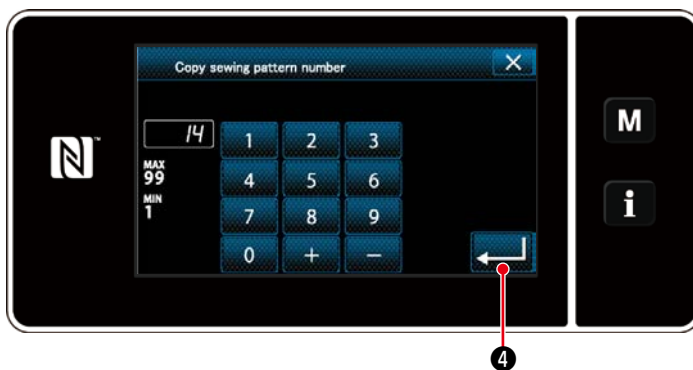 Copy sewing pattern number X
14
1 2 3
MAX
99
4 5 6
MIN
1
7 8 9
0 + −
M
i
N™
4